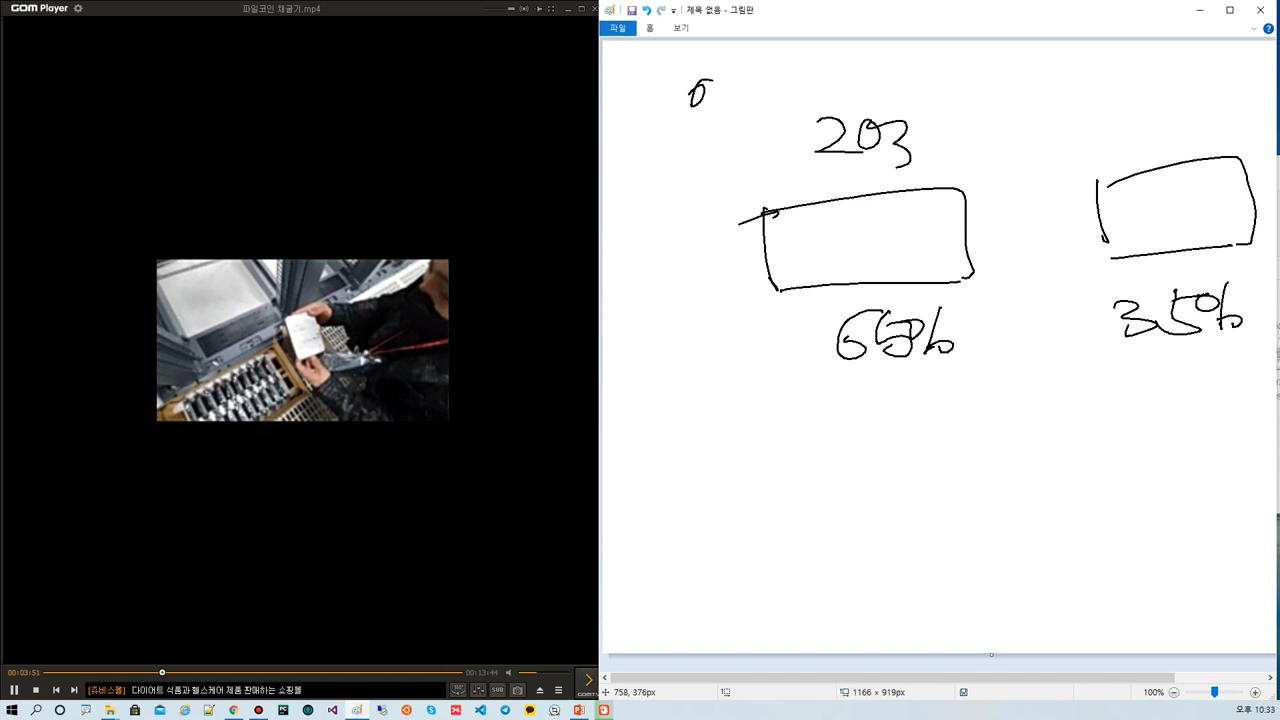 GOM Player
파일코인 채굴기.mp4
제목 없음 - 그림판
파일
홈
보기
203
65%
35%
00:03:51
00:13:44
[쥬비스몰] 다이어트 식품과 헬스케어 제품 판매하는 쇼핑몰
360°
SUB
758, 376px
1166 × 919px
100%
오후 10:33